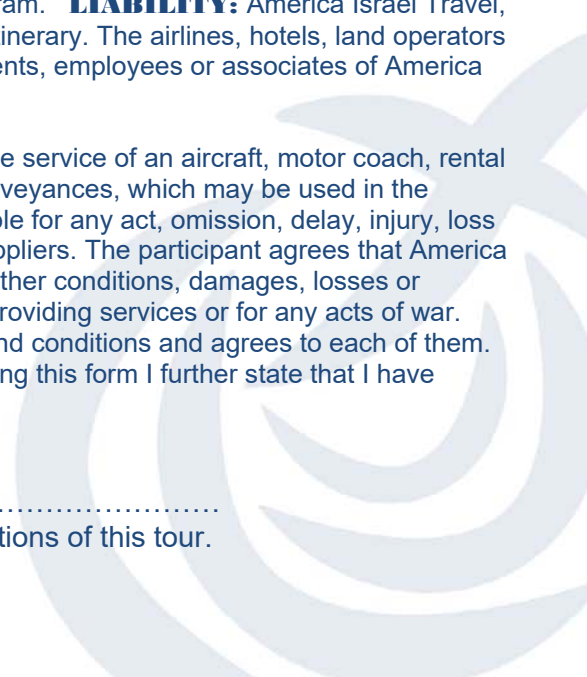 ram. LIABILITY: America Israel Travel,
tinerary. The airlines, hotels, land operators
ents, employees or associates of America
e service of an aircraft, motor coach, rental
veyances, which may be used in the
ble for any act, omission, delay, injury, loss
ppliers. The participant agrees that America
ther conditions, damages, losses or
roviding services or for any acts of war.
nd conditions and agrees to each of them.
ing this form I further state that I have
……………………
tions of this tour.